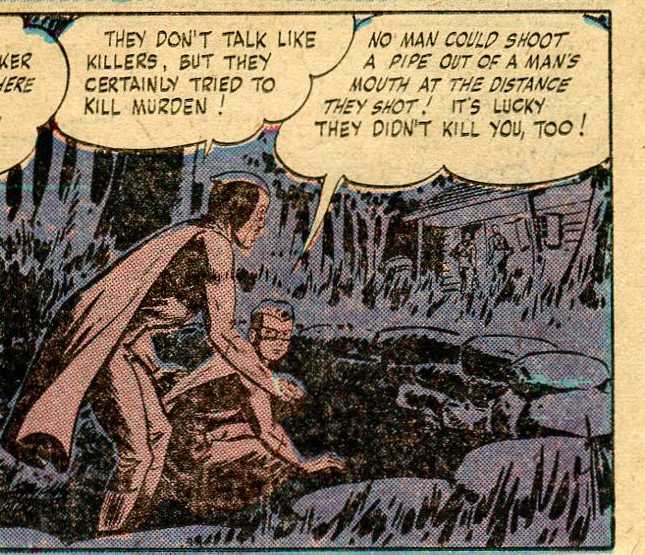 KER
HERE
THEY DON'T TALK LIKE
KILLERS, BUT THEY
CERTAINLY TRIED TO
KILL MURDEN!
NO MAN COULD SHOOT
A PIPE OUT OF A MAN'S
MOUTH AT THE DISTANCE
THEY SHOT! IT'S LUCKY
THEY DIDN'T KILL YOU, TOO!